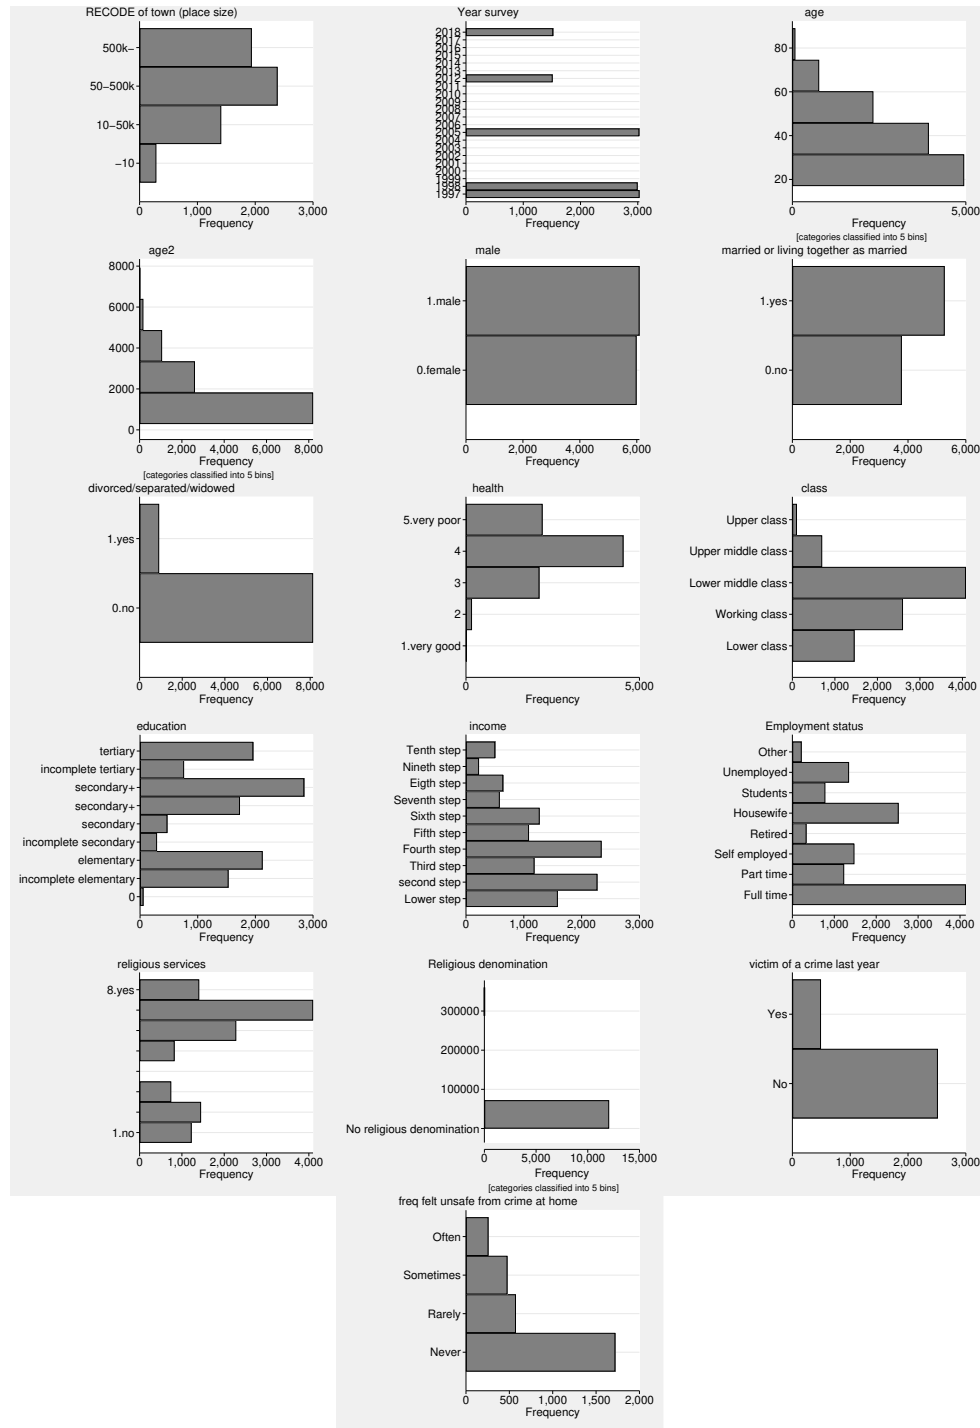 RECODE of town (place size)
500k–
50–500k
10–50k
–10
0 1,000 2,000 3,000
Frequency
Year survey
2018
2017
2016
2015
2014
2013
2012
2011
2010
2009
2008
2007
2006
2005
2004
2003
2002
2001
2000
1999
1998
1997
0 1,000 2,000 3,000
Frequency
age
80
60
40
20
0 5,000
Frequency
[categories classified into 5 bins]
age2
8000
6000
4000
2000
0
0 2,000 4,000 6,000 8,000
Frequency
[categories classified into 5 bins]
male
1.male
0.female
0 2,000 4,000 6,000
Frequency
married or living together as married
1.yes
0.no
0 2,000 4,000 6,000
Frequency
divorced/separated/widowed
1.yes
0.no
0 2,000 4,000 6,000 8,000
Frequency
health
5.very poor
4
3
2
1.very good
0 5,000
Frequency
class
Upper class
Upper middle class
Lower middle class
Working class
Lower class
0 1,000 2,000 3,000 4,000
Frequency
education
tertiary
incomplete tertiary
secondary+
secondary+
secondary
incomplete secondary
elementary
incomplete elementary
0
0 1,000 2,000 3,000
Frequency
income
Tenth step
Nineth step
Eigth step
Seventh step
Sixth step
Fifth step
Fourth step
Third step
second step
Lower step
0 1,000 2,000 3,000
Frequency
Employment status
Other
Unemployed
Students
Housewife
Retired
Self employed
Part time
Full time
0 1,000 2,000 3,000 4,000
Frequency
religious services
8.yes
1.no
0 1,000 2,000 3,000 4,000
Frequency
Religious denomination
300000
200000
100000
No religious denomination
0 5,000 10,000 15,000
Frequency
[categories classified into 5 bins]
victim of a crime last year
Yes
No
0 1,000 2,000 3,000
Frequency
freq felt unsafe from crime at home
Often
Sometimes
Rarely
Never
0 500 1,000 1,500 2,000
Frequency